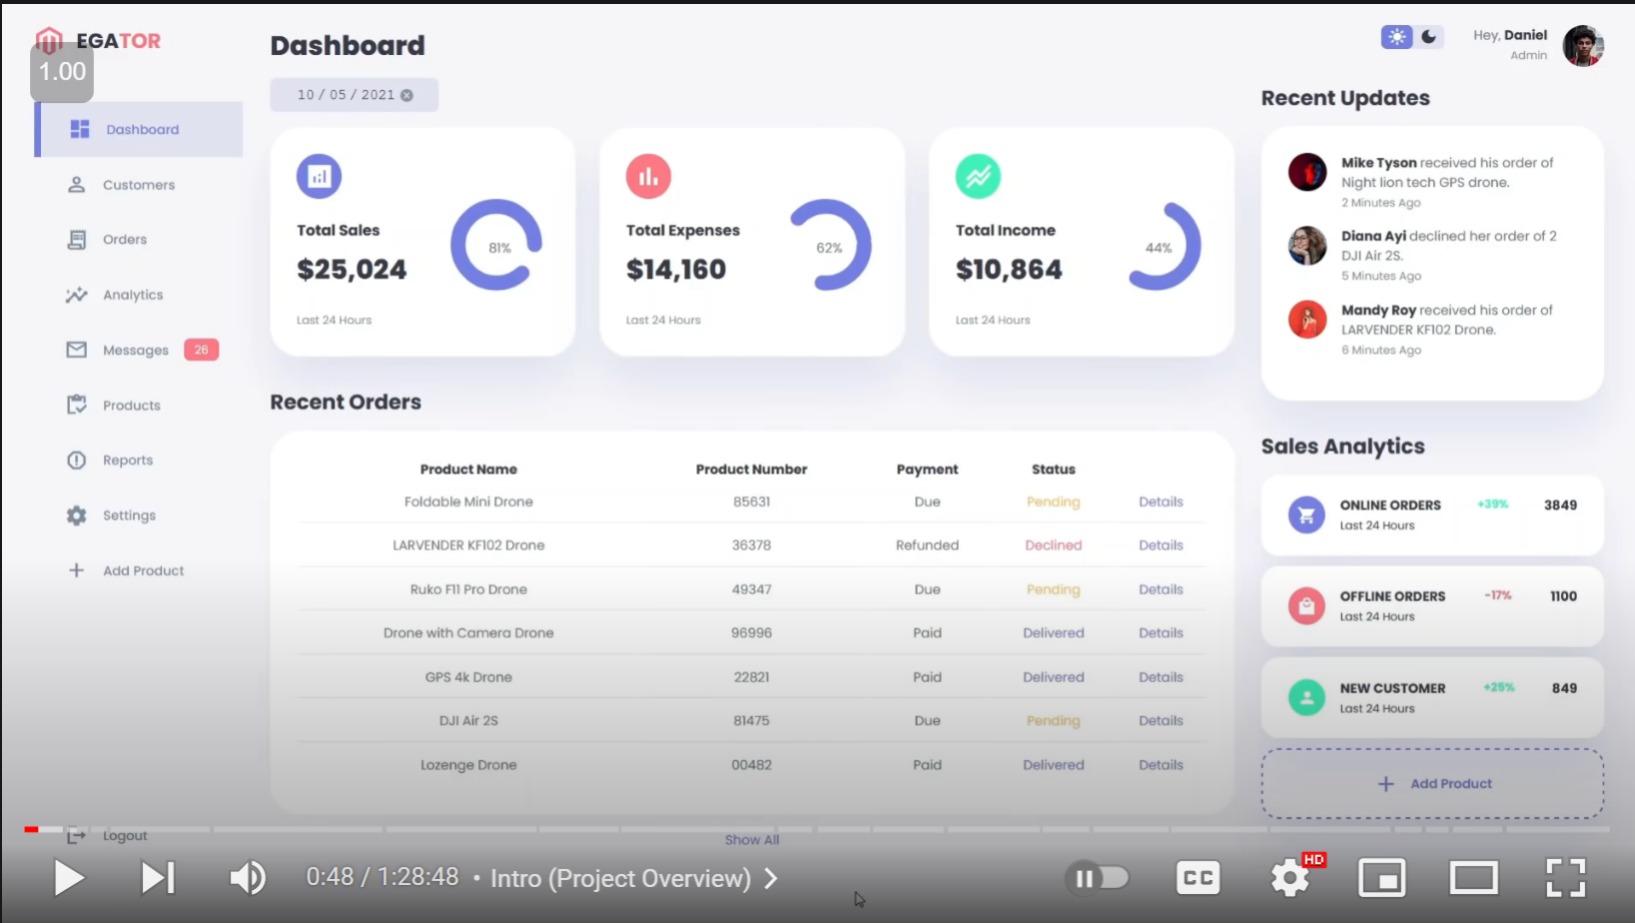 EGATOR
1.00
Dashboard
Customers
Orders
Analytics
Messages 26
Products
Reports
Settings
Add Product
Logout
Dashboard
10 / 05 / 2021
Total Sales
$25,024
81%
Last 24 Hours
Total Expenses
$14,160
62%
Last 24 Hours
Total Income
$10,864
44%
Last 24 Hours
Recent Orders
Product Name Product Number Payment Status
Foldable Mini Drone 85631 Due Pending Details
LARVENDER KF102 Drone 36378 Refunded Declined Details
Ruko F11 Pro Drone 49347 Due Pending Details
Drone with Camera Drone 96996 Paid Delivered Details
GPS 4k Drone 22821 Paid Delivered Details
DJI Air 2S 81475 Due Pending Details
Lozenge Drone 00482 Paid Delivered Details
Show All
Hey, Daniel
Admin
Recent Updates
Mike Tyson received his order of
Night lion tech GPS drone.
2 Minutes Ago
Diana Ayi declined her order of 2
DJI Air 2S.
5 Minutes Ago
Mandy Roy received his order of
LARVENDER KF102 Drone.
6 Minutes Ago
Sales Analytics
ONLINE ORDERS +39% 3849
Last 24 Hours
OFFLINE ORDERS -17% 1100
Last 24 Hours
NEW CUSTOMER +25% 849
Last 24 Hours
Add Product
0:48 / 1:28:48 • Intro (Project Overview)
CC
HD